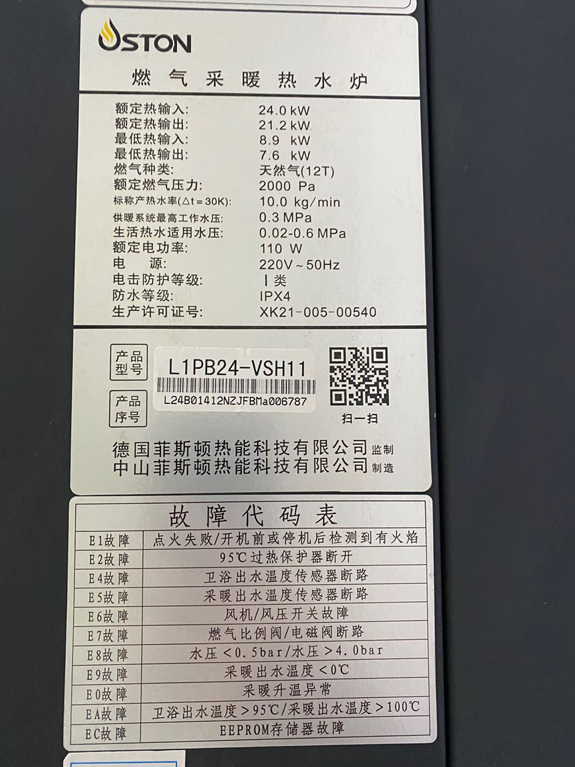 USTON
燃气采暖热水炉
额定热输入: 24.0 kW
额定热输出: 21.2 kW
最低热输入: 8.9 kW
最低热输出: 7.6 kW
燃气种类: 天然气(12T)
额定燃气压力: 2000 Pa
标称产热水率(△t=30K): 10.0 kg/min
供暖系统最高工作水压: 0.3 MPa
生活热水适用水压: 0.02-0.6 MPa
额定电功率: 110 W
电 源: 220V~50Hz
电击防护等级: I 类
防水等级: IPX4
生产许可证号: XK21-005-00540
产品型号 L1PB24-VSH11
产品序号 L24B01412NZJFBMa006787
扫一扫
德国菲斯顿热能科技有限公司 监制
中山菲斯顿热能科技有限公司 制造
故障代码表
E1故障 点火失败/开机前或停机后检测到有火焰
E2故障 95℃过热保护器断开
E4故障 卫浴出水温度传感器断路
E5故障 采暖出水温度传感器断路
E6故障 风机/风压开关故障
E7故障 燃气比例阀/电磁阀断路
E8故障 水压<0.5bar/水压>4.0bar
E9故障 采暖出水温度<0℃
E0故障 采暖升温异常
EA故障 卫浴出水温度>95℃/采暖出水温度>100℃
EC故障 EEPROM存储器故障